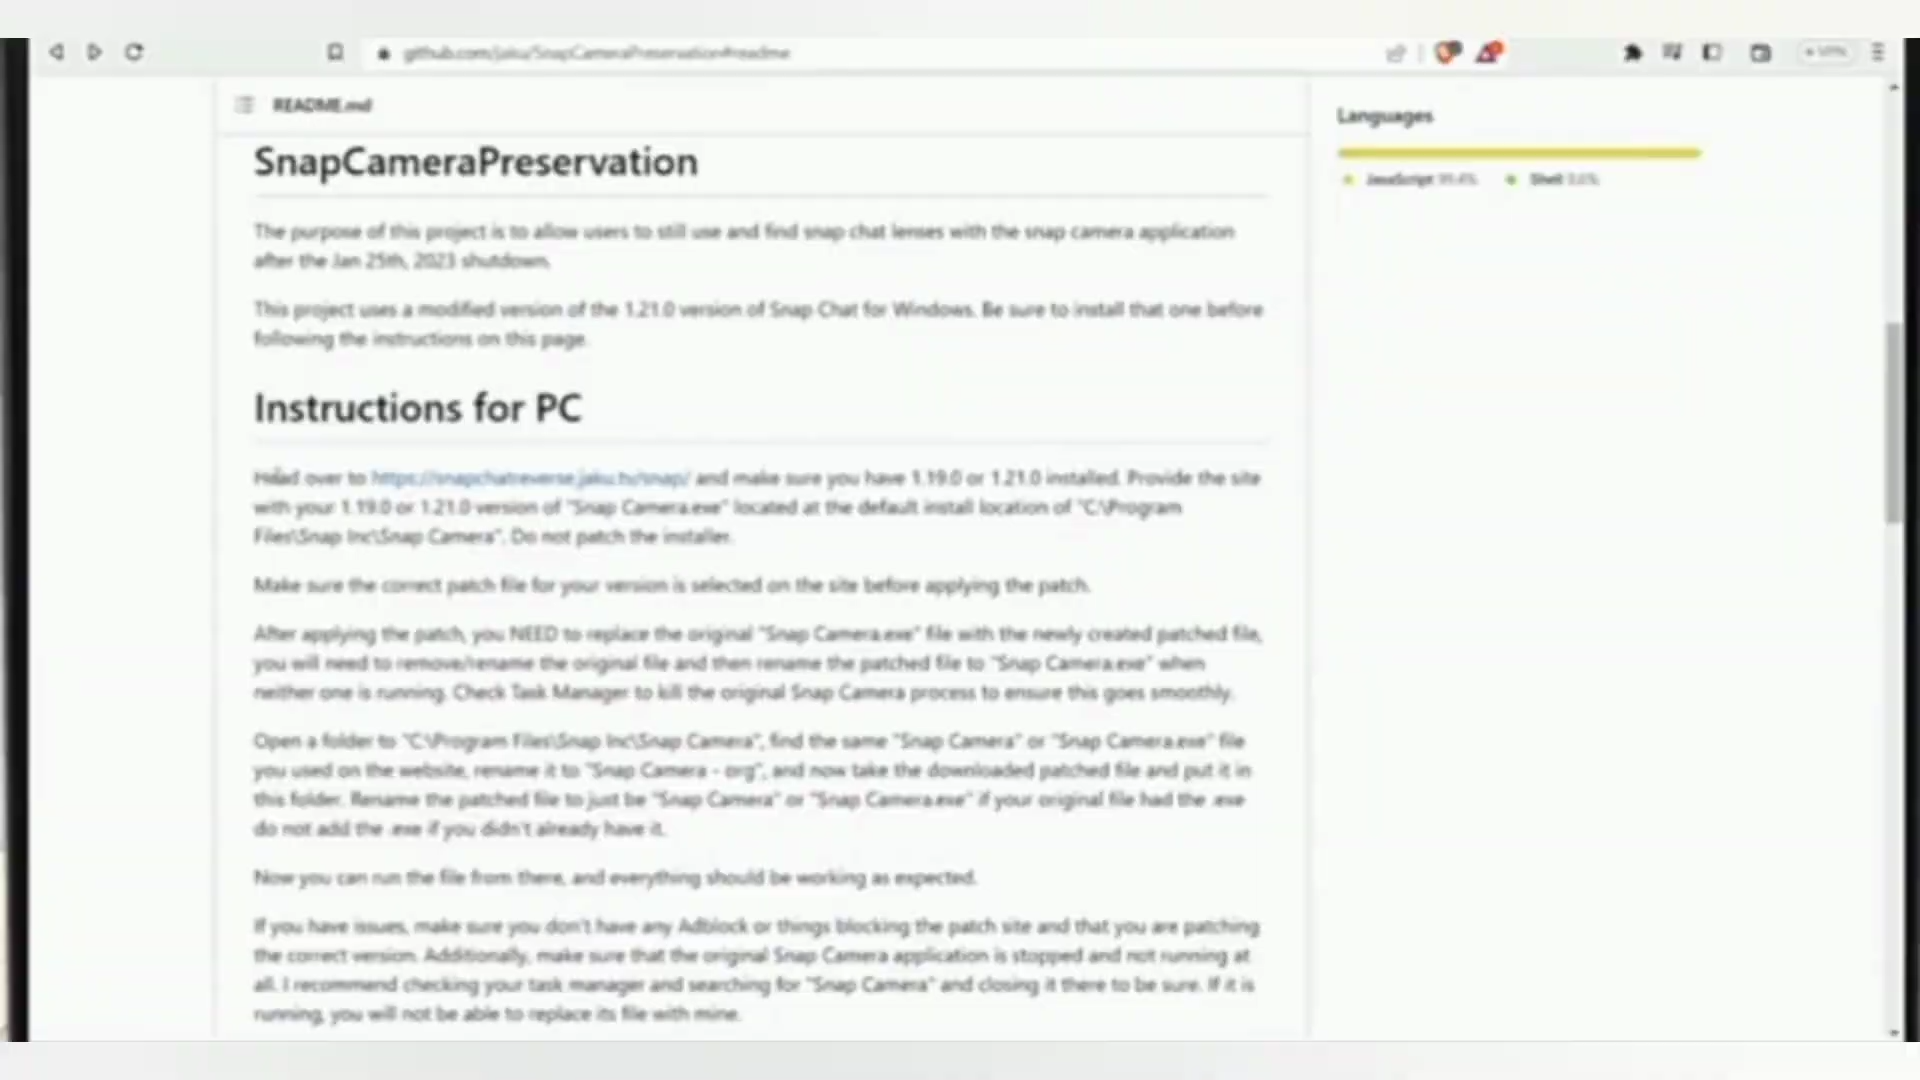 github.com/jaku/SnapCameraPreservation#readme
README.md
SnapCameraPreservation
The purpose of this project is to allow users to still use and find snap chat lenses with the snap camera application
after the Jan 25th, 2023 shutdown.
This project uses a modified version of the 1.21.0 version of Snap Chat for Windows. Be sure to install that one before
following the instructions on this page.
Instructions for PC
Head over to https://snapchatreverse.jaku.tv/snap/ and make sure you have 1.19.0 or 1.21.0 installed. Provide the site
with your 1.19.0 or 1.21.0 version of "Snap Camera.exe" located at the default install location of "C:\Program
Files\Snap Inc\Snap Camera". Do not patch the installer.
Make sure the correct patch file for your version is selected on the site before applying the patch.
After applying the patch, you NEED to replace the original "Snap Camera.exe" file with the newly created patched file,
you will need to remove/rename the original file and then rename the patched file to "Snap Camera.exe" when
neither one is running. Check Task Manager to kill the original Snap Camera process to ensure this goes smoothly.
Open a folder to "C:\Program Files\Snap Inc\Snap Camera", find the same "Snap Camera" or "Snap Camera.exe" file
you used on the website, rename it to "Snap Camera - org", and now take the downloaded patched file and put it in
this folder. Rename the patched file to just be "Snap Camera" or "Snap Camera.exe" if your original file had the .exe
do not add the .exe if you didn't already have it.
Now you can run the file from there, and everything should be working as expected.
If you have issues, make sure you don't have any Adblock or things blocking the patch site and that you are patching
the correct version. Additionally, make sure that the original Snap Camera application is stopped and not running at
all. I recommend checking your task manager and searching for "Snap Camera" and closing it there to be sure. If it is
running, you will not be able to replace its file with mine.
Languages
JavaScript
Shell